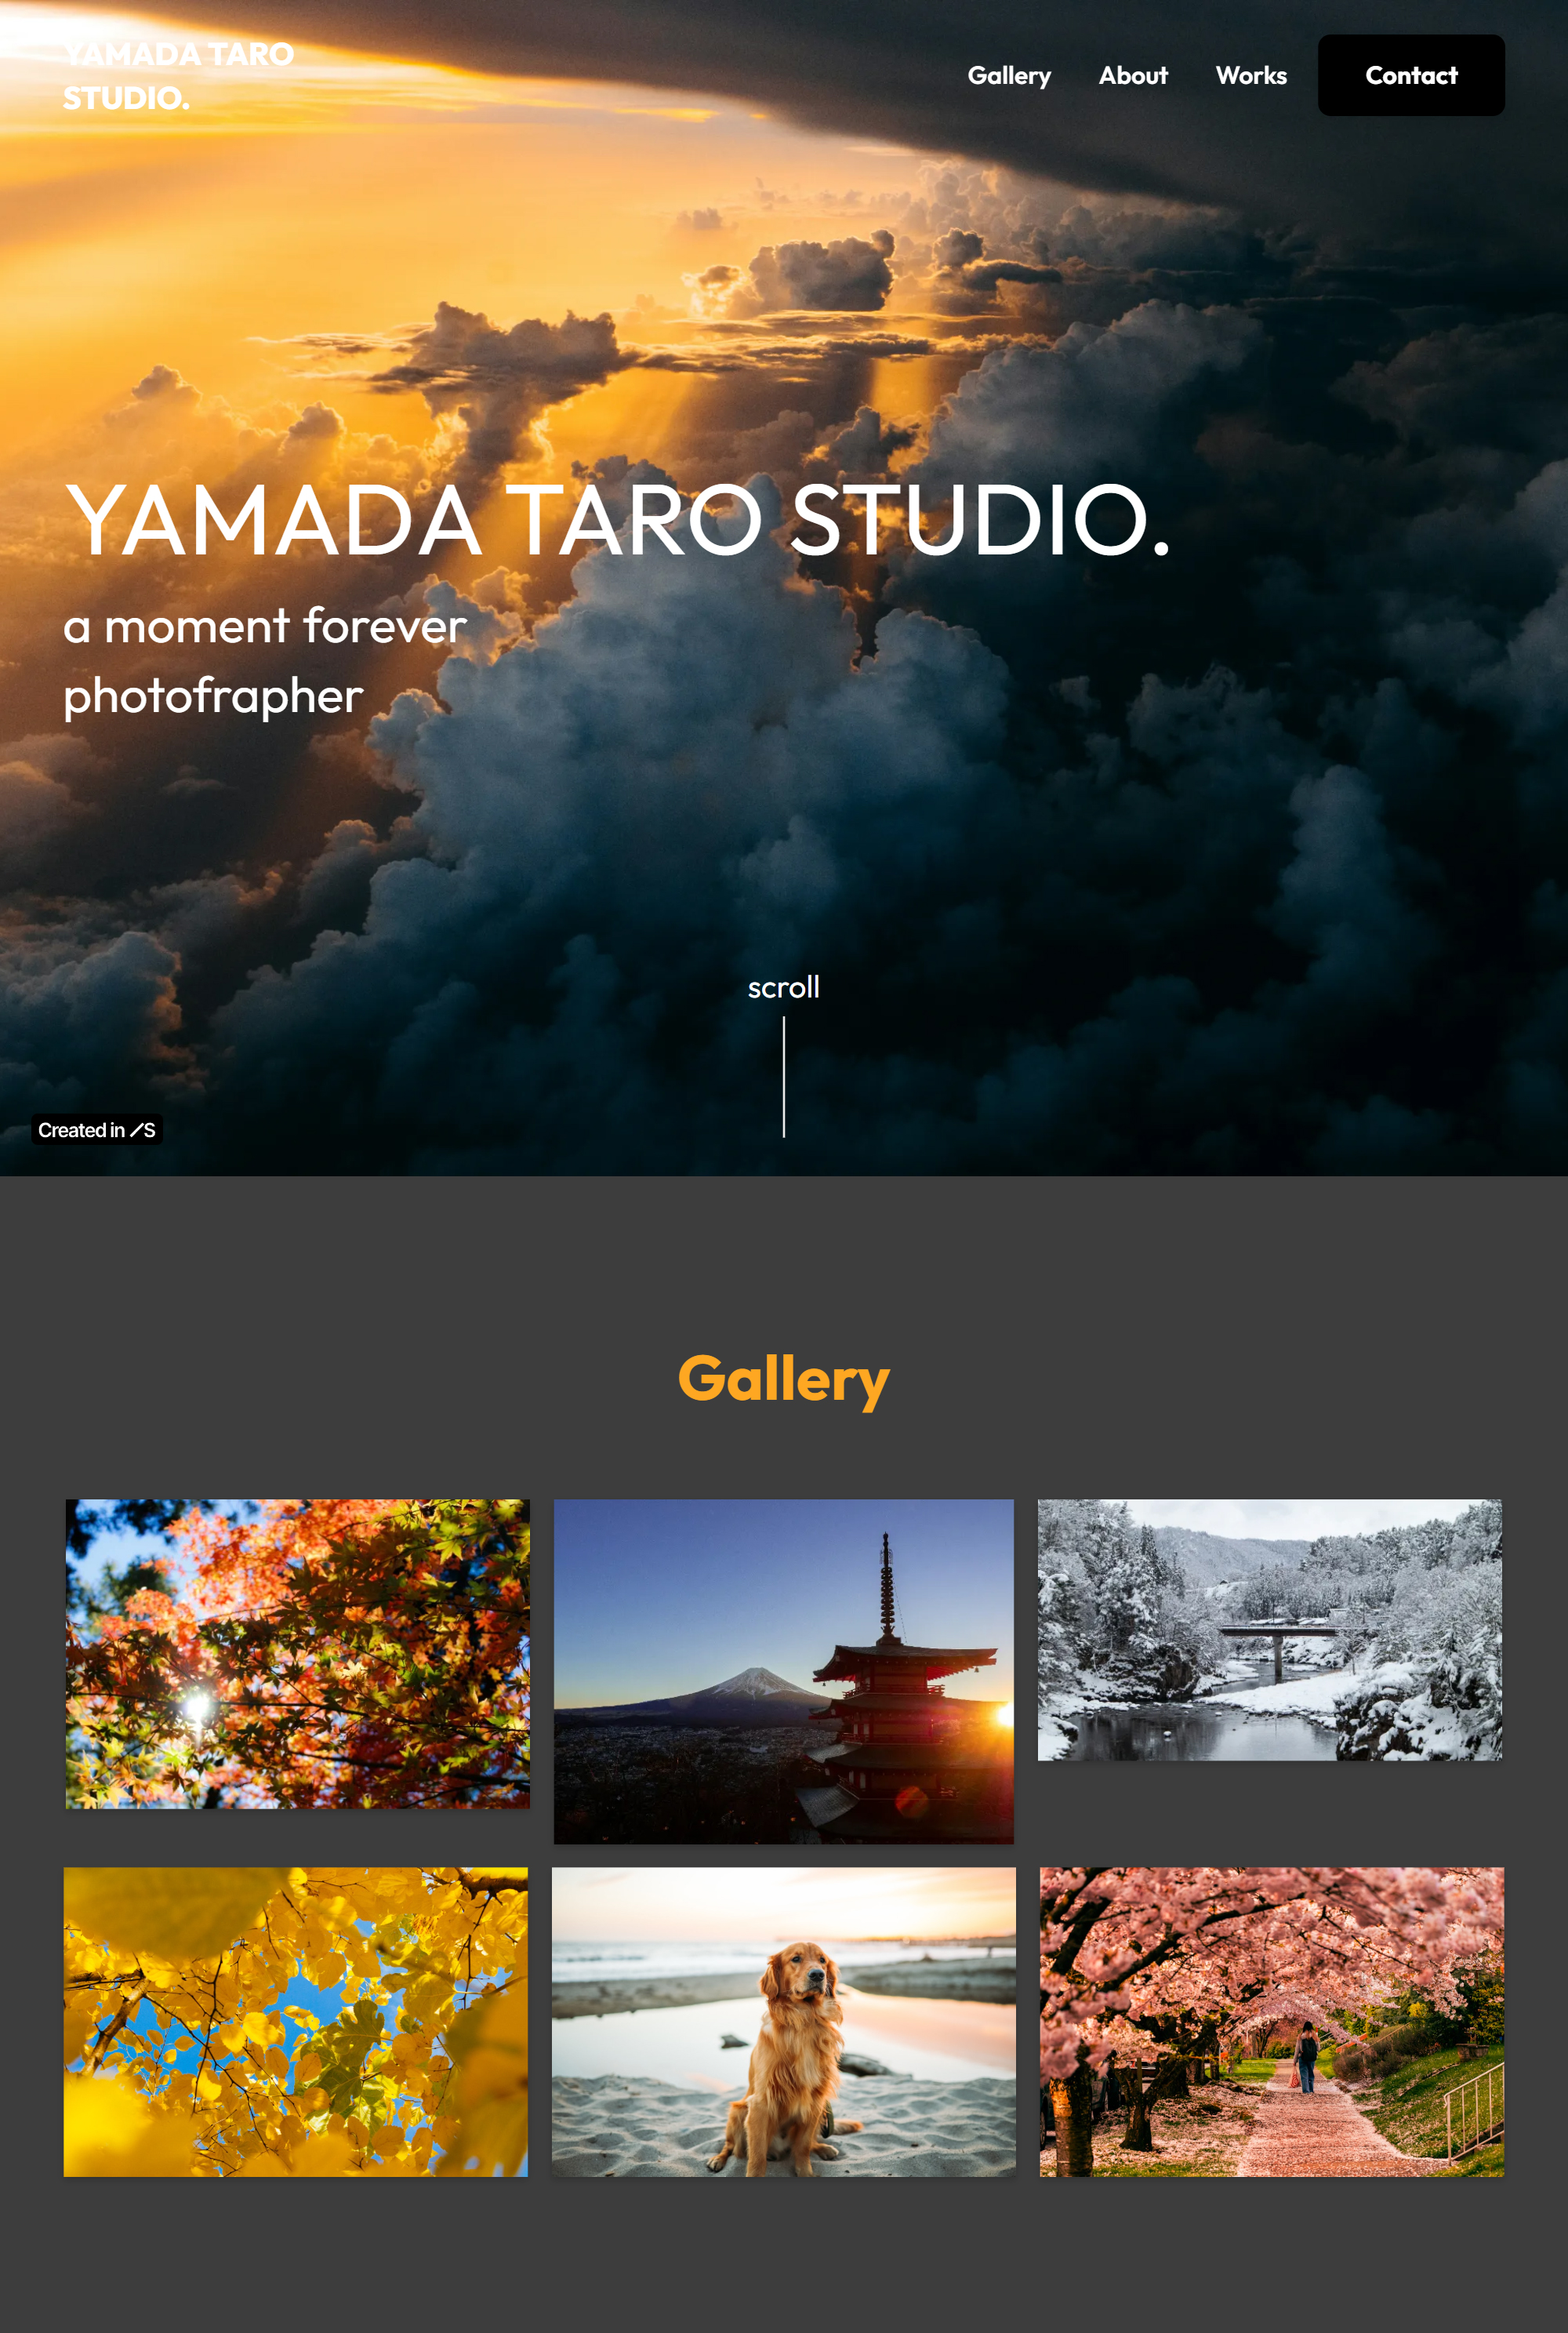 YAMADA TARO
STUDIO.
Gallery
About
Works
Contact
YAMADA TARO STUDIO.
a moment forever
photofrapher
scroll
Created in
Gallery